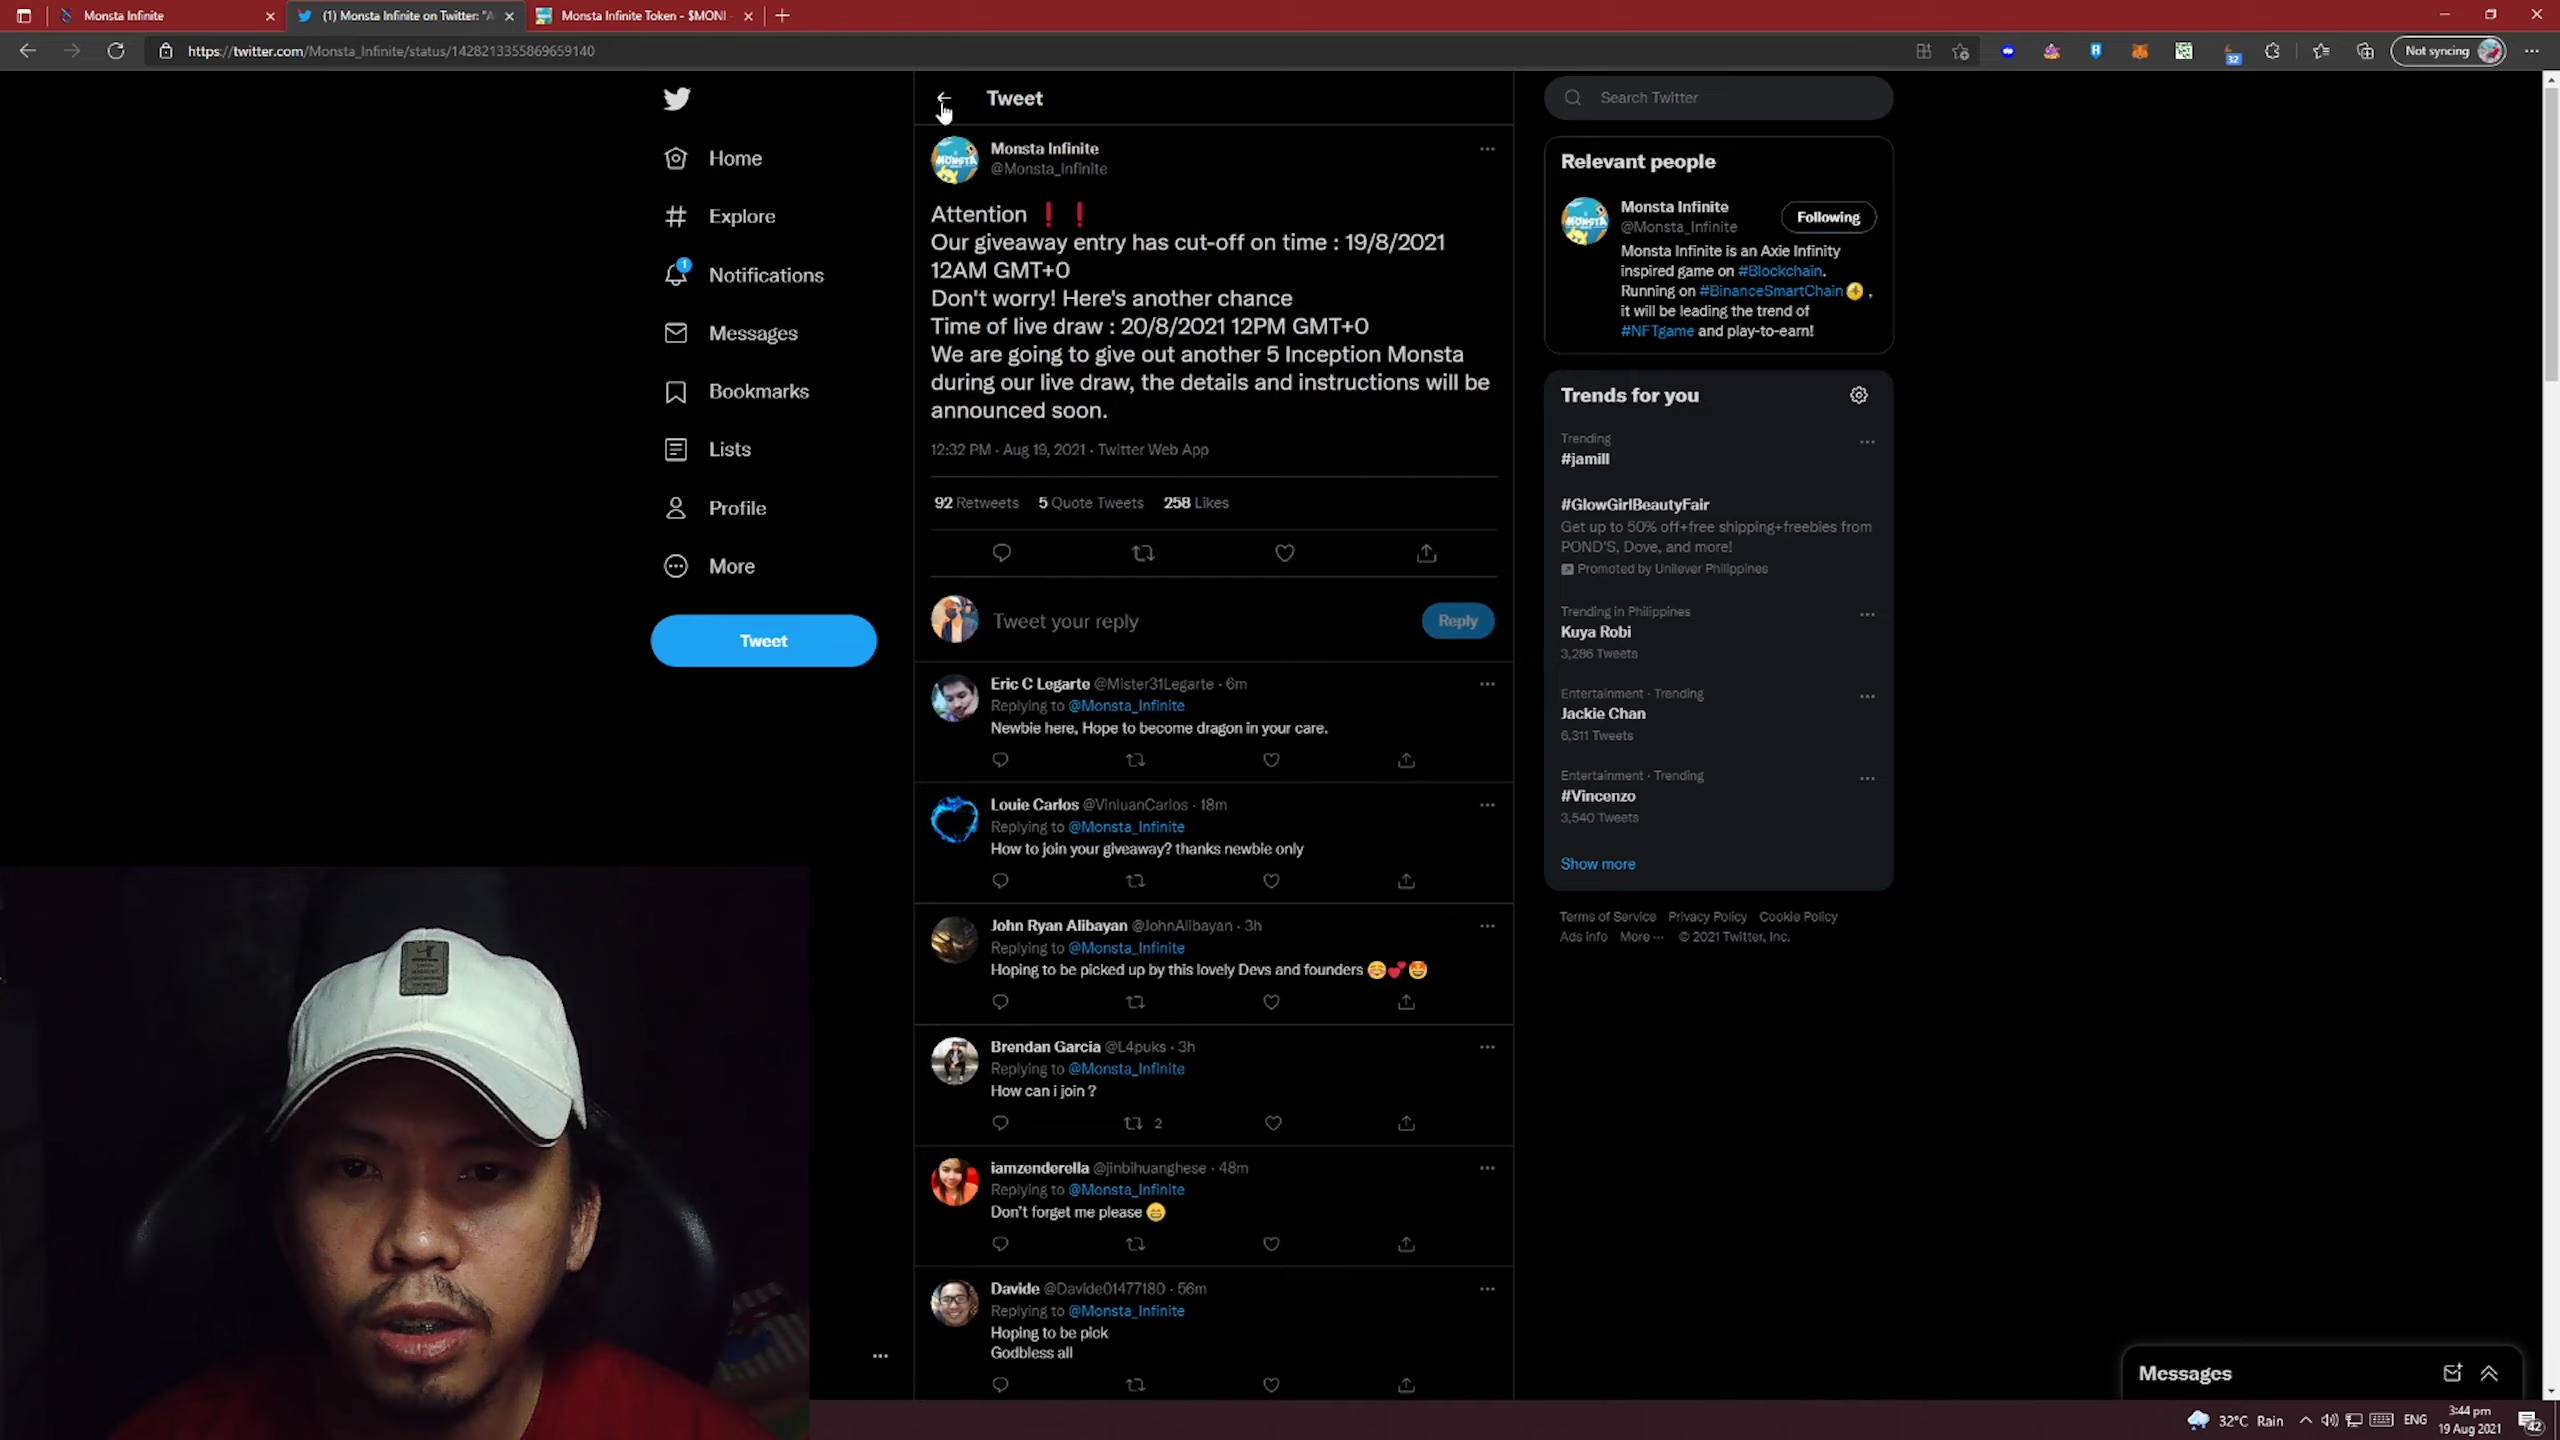 Monsta Infinite
(1) Monsta Infinite on Twitter: "A
Monsta Infinite Token - $MONI
https://twitter.com/Monsta_Infinite/status/1428213355869659140
Not syncing
32
Home
Explore
1
Notifications
Messages
Bookmarks
Lists
Profile
More
Tweet
Tweet
Monsta Infinite
@Monsta_Infinite
Attention ❗❗
Our giveaway entry has cut-off on time : 19/8/2021
12AM GMT+0
Don't worry! Here's another chance
Time of live draw : 20/8/2021 12PM GMT+0
We are going to give out another 5 Inception Monsta
during our live draw, the details and instructions will be
announced soon.
12:32 PM · Aug 19, 2021 · Twitter Web App
92 Retweets 5 Quote Tweets 258 Likes
Tweet your reply
Reply
Eric C Legarte @Mister31Legarte · 6m
Replying to @Monsta_Infinite
Newbie here, Hope to become dragon in your care.
Louie Carlos @VinluanCarlos · 18m
Replying to @Monsta_Infinite
How to join your giveaway? thanks newbie only
John Ryan Alibayan @JohnAlibayan · 3h
Replying to @Monsta_Infinite
Hoping to be picked up by this lovely Devs and founders ☺️💕🤩
Brendan Garcia @L4puks · 3h
Replying to @Monsta_Infinite
How can i join ?
2
iamzenderella @jinbihuanghese · 48m
Replying to @Monsta_Infinite
Don't forget me please 😁
Davide @Davide01477180 · 56m
Replying to @Monsta_Infinite
Hoping to be pick
Godbless all
Search Twitter
Relevant people
Monsta Infinite
@Monsta_Infinite
Following
Monsta Infinite is an Axie Infinity
inspired game on #Blockchain.
Running on #BinanceSmartChain ,
it will be leading the trend of
#NFTgame and play-to-earn!
Trends for you
Trending
#jamill
#GlowGirlBeautyFair
Get up to 50% off+free shipping+freebies from
POND'S, Dove, and more!
Promoted by Unilever Philippines
Trending in Philippines
Kuya Robi
3,286 Tweets
Entertainment · Trending
Jackie Chan
6,311 Tweets
Entertainment · Trending
#Vincenzo
3,540 Tweets
Show more
Terms of Service Privacy Policy Cookie Policy
Ads info More ··· © 2021 Twitter, Inc.
Messages
32°C Rain
ENG
3:44 pm
19 Aug 2021
42